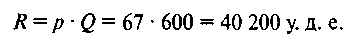 R = p · Q = 67 · 600 = 40 200 у. д. е.